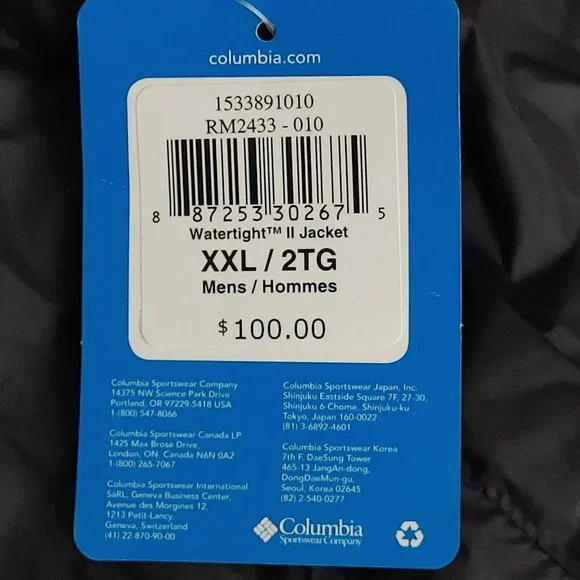 columbia.com
1533891010
RM2433 - 010
8 87253 30267 5
Watertight™ II Jacket
XXL / 2TG
Mens / Hommes
$100.00
Columbia Sportswear Company
14375 NW Science Park Drive
Portland, OR 97229-5418 USA
1-(800) 547-8066
Columbia Sportswear Canada LP
1425 Max Brose Drive,
London, ON, Canada N6N 0A2
1-(800) 265-7067
Columbia Sportswear International
SàRL, Geneva Business Center,
Avenue des Morgines 12,
1213 Petit-Lancy,
Geneva, Switzerland
(41) 22-870-90-00
Columbia Sportswear Japan, Inc.
Shinjuku Eastside Square 7F, 27-30,
Shinjuku 6-Chome, Shinjuku-ku
Tokyo, Japan 160-0022
(81) 3-6892-4601
Columbia Sportswear Korea
7th F. DaeSung Tower
465-13 JangAn-dong,
DongDaeMun-gu,
Seoul, Korea 02645
(82) 2-540-0277
Columbia
Sportswear Company